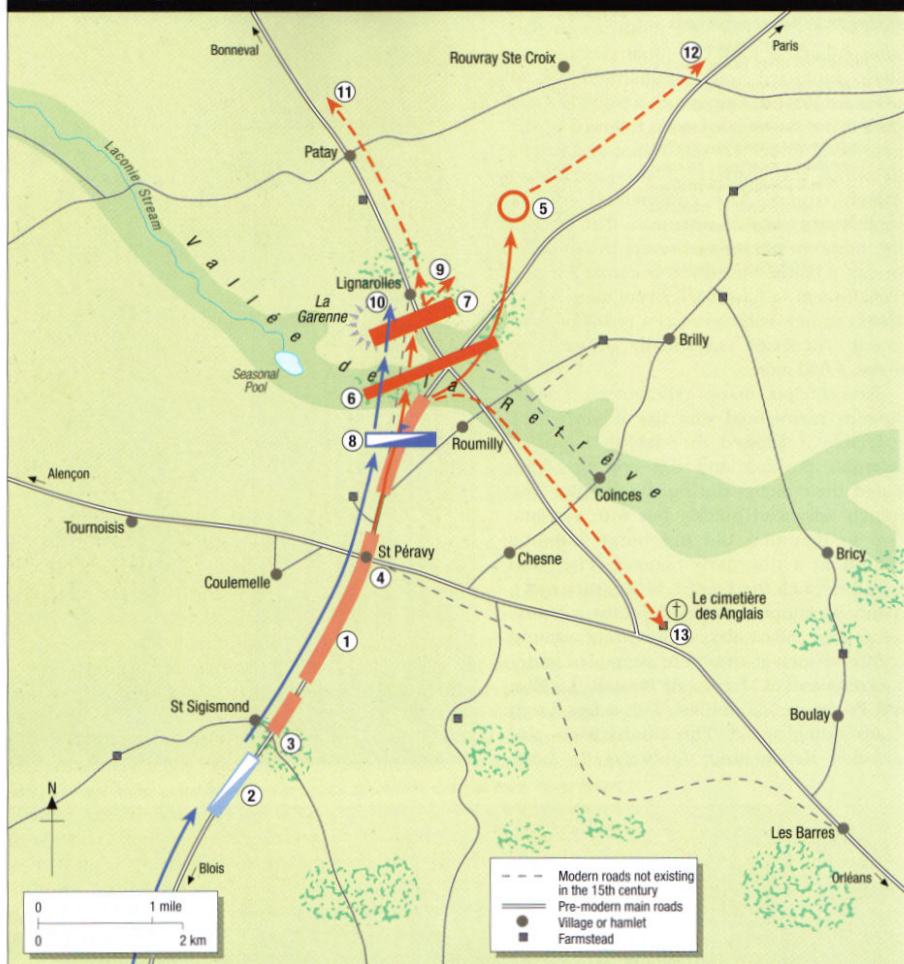 Bonneval
Paris
Rouvray Ste Croix
12
11
Patay
Laconie Stream
5
Vallée de la Retrêve
9
Lignarolles
10
7
La
Garenne
Seasonal
Pool
Brilly
6
8
Roumilly
Coinces
Alençon
Tournoisis
St Péravy
Chesne
Bricy
Coulemelle
4
Le cimetière
des Anglais
13
1
St Sigismond
Boulay
3
2
N
Les Barres
Blois
Orléans
0 1 mile
0 2 km
Modern roads not existing
in the 15th century
Pre-modern main roads
Village or hamlet
Farmstead